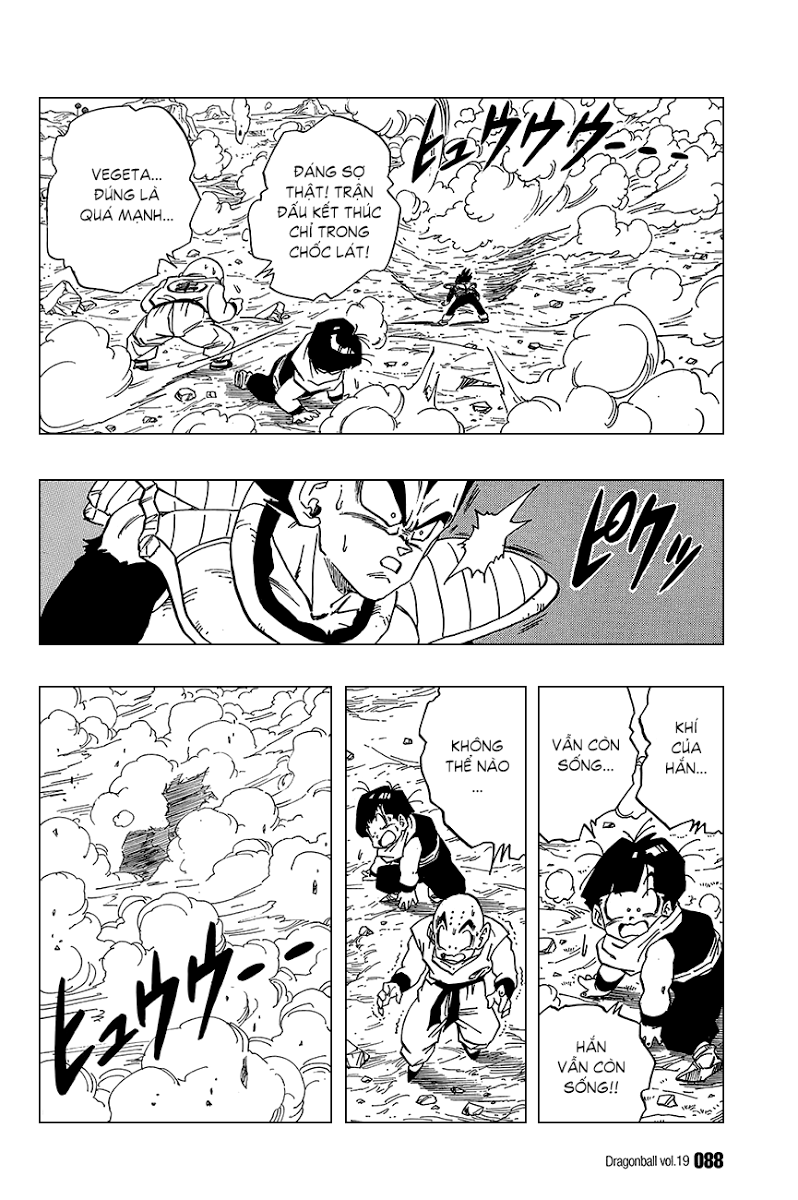 ヒュウウウ---
ĐÁNG SỢ
THẬT! TRẬN
ĐẤU KẾT THÚC
CHỈ TRONG
CHỐC LÁT!
VEGETA...
ĐÚNG LÀ
QUÁ MẠNH...
ピクッ
KHÍ
CỦA
HẮN...
VẪN CÒN
SỐNG...
HẮN
VẪN CÒN
SỐNG!!
KHÔNG
THỂ NÀO
...
ヒュウウウ---
Dragonball vol.19 088